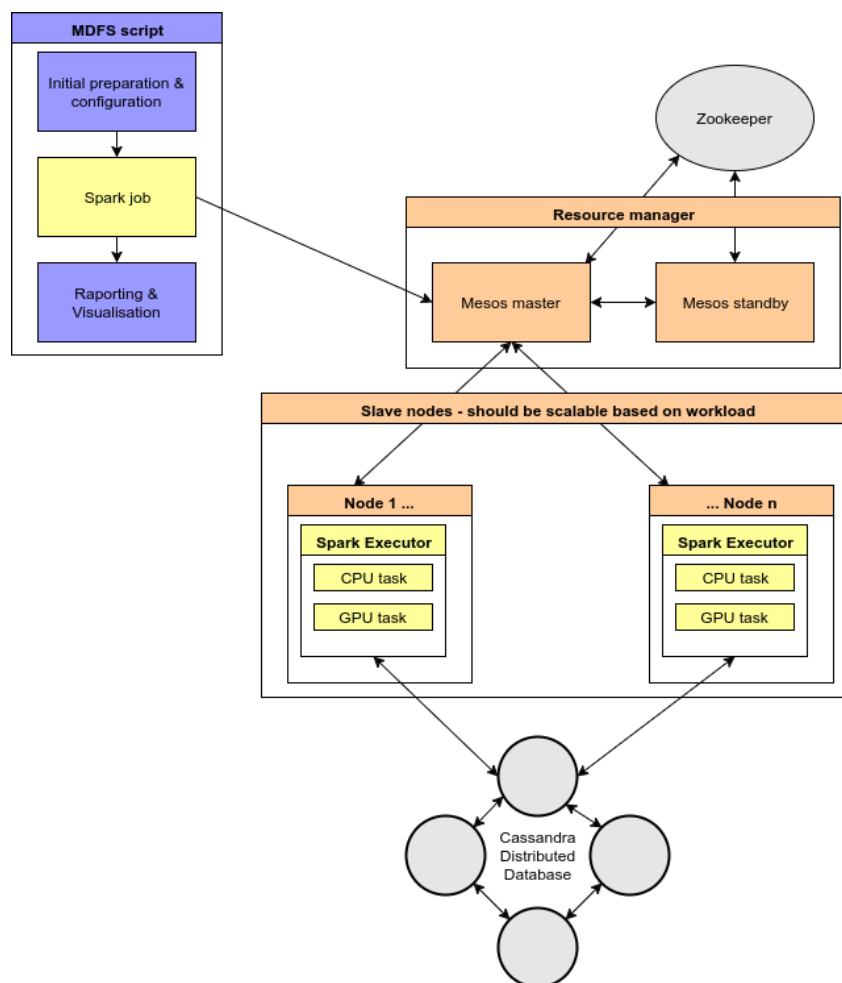 MDFS script
Initial preparation &
configuration
Spark job
Raporting &
Visualisation
Zookeeper
Resource manager
Mesos master
Mesos standby
Slave nodes - should be scalable based on workload
Node 1 ...
Spark Executor
CPU task
GPU task
... Node n
Spark Executor
CPU task
GPU task
Cassandra
Distributed
Database